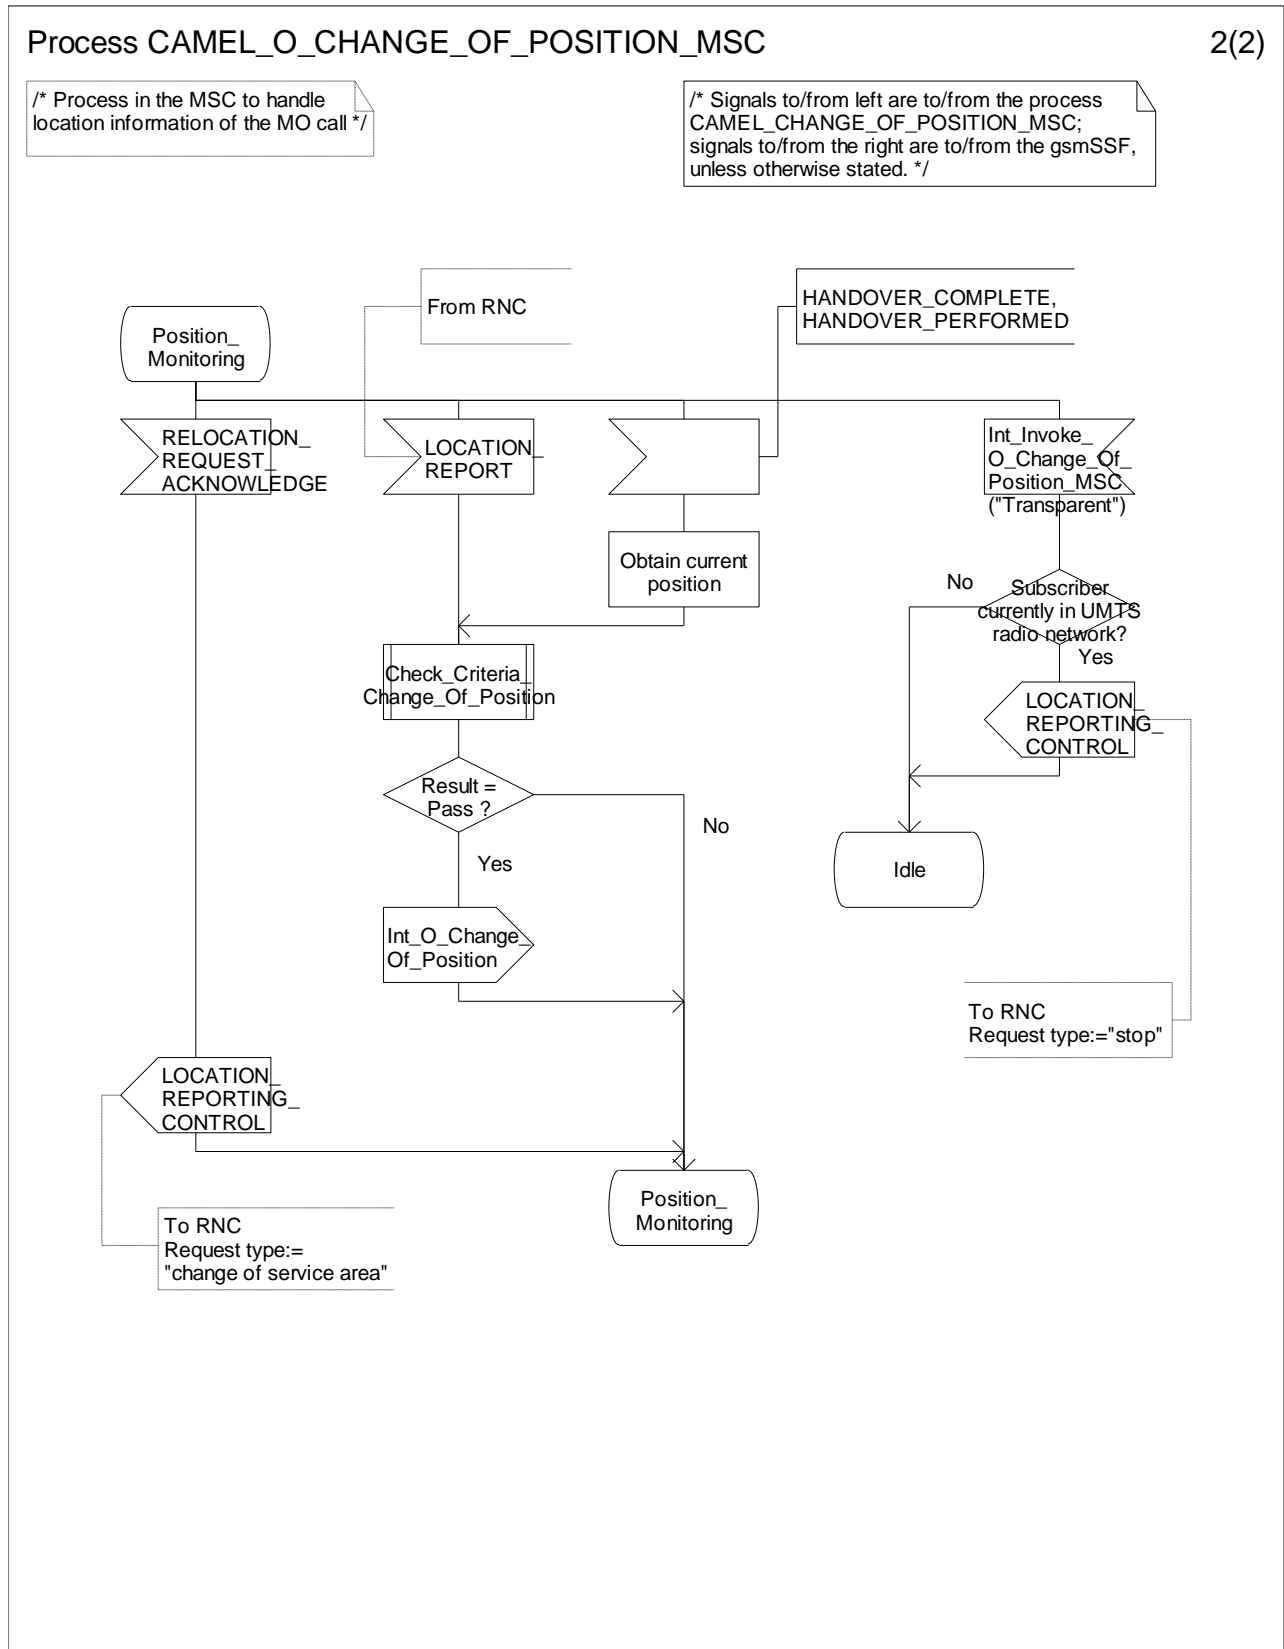 Process CAMEL_O_CHANGE_OF_POSITION_MSC
2(2)
/* Process in the MSC to handle
location information of the MO call */
/* Signals to/from left are to/from the process
CAMEL_CHANGE_OF_POSITION_MSC;
signals to/from the right are to/from the gsmSSF,
unless otherwise stated. */
From RNC
HANDOVER_COMPLETE,
HANDOVER_PERFORMED
Position_
Monitoring
RELOCATION_
REQUEST_
ACKNOWLEDGE
LOCATION_
REPORT
Int_Invoke_
O_Change_Of_
Position_MSC
("Transparent")
Obtain current
position
No
Subscriber
currently in UMTS
radio network?
Yes
Check_Criteria_
Change_Of_Position
LOCATION_
REPORTING_
CONTROL
Result =
Pass ?
No
Yes
Idle
Int_O_Change_
Of_Position
To RNC
Request type:="stop"
LOCATION_
REPORTING_
CONTROL
Position_
Monitoring
To RNC
Request type:=
"change of service area"